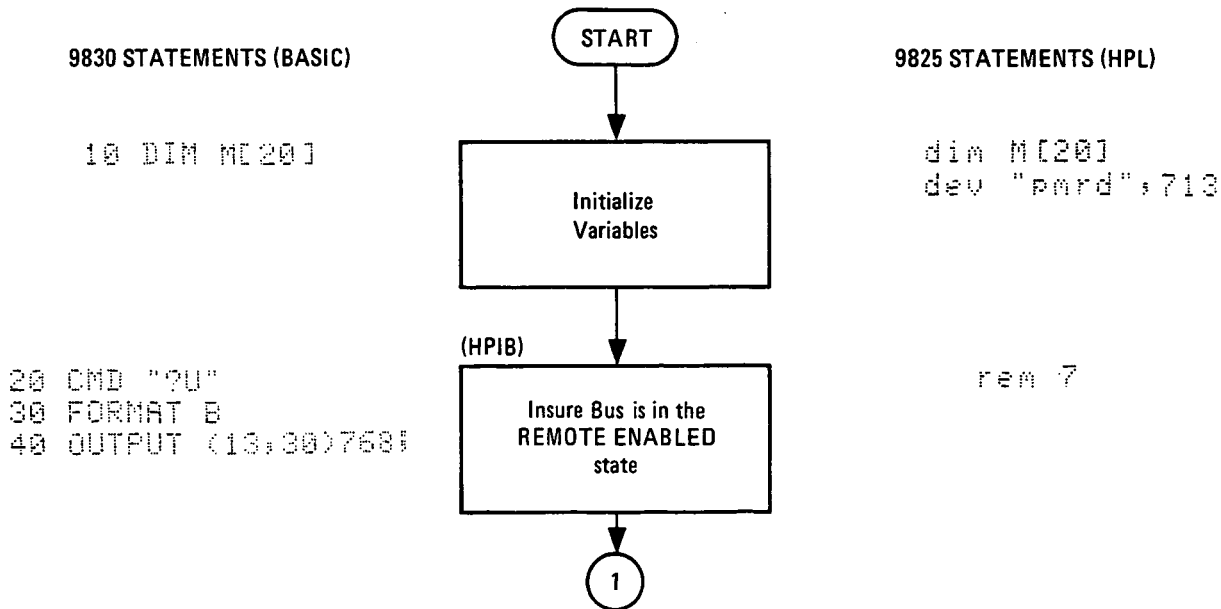 START
9830 STATEMENTS (BASIC)
9825 STATEMENTS (HPL)
10 DIM M[20]
Initialize
Variables
dim M[20]
dev "pmrd",713
(HPIB)
20 CMD "?U"
30 FORMAT B
40 OUTPUT (13,30)768;
Insure Bus is in the
REMOTE ENABLED
state
rem 7
1